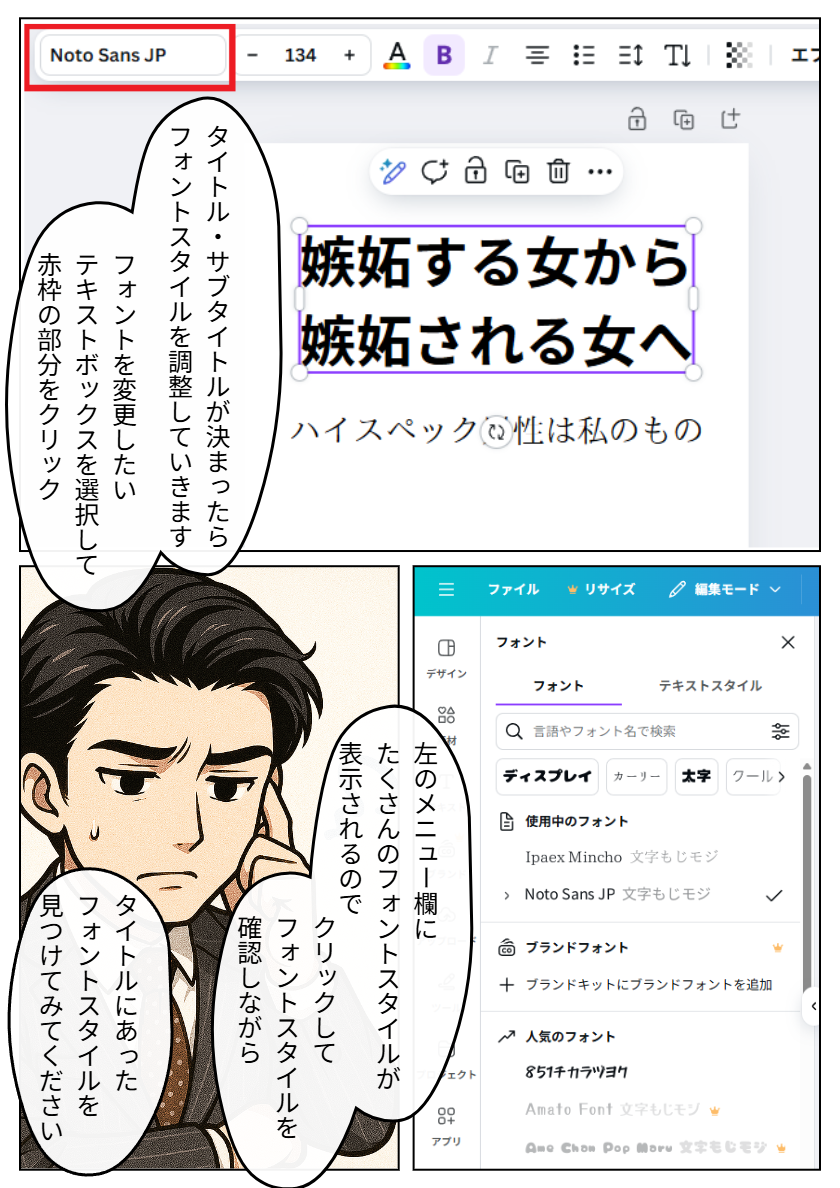 Noto Sans JP
− 134 +
A B I
エフ
タイトル・サブタイトルが決まったら
フォントスタイルを調整していきます
フォントを変更したい
テキストボックスを選択して
赤枠の部分をクリック
嫉妬する女から
嫉妬される女へ
ハイスペック 性は私のもの
ファイル リサイズ 編集モード
デザイン
材
ジェクト
アプリ
フォント
フォント テキストスタイル
言語やフォント名で検索
ディスプレイ カーリー 太字 クール
使用中のフォント
Ipaex Mincho 文字もじモジ
Noto Sans JP 文字もじモジ
ブランドフォント
ブランドキットにブランドフォントを追加
人気のフォント
851チカラヅヨク
Amato Font 文字もじモジ
Ame Chan Pop Maru 文字もじモジ
左のメニュー欄に
たくさんのフォントスタイルが
表示されるので
クリックして
フォントスタイルを
確認しながら
タイトルにあった
フォントスタイルを
見つけてみてください